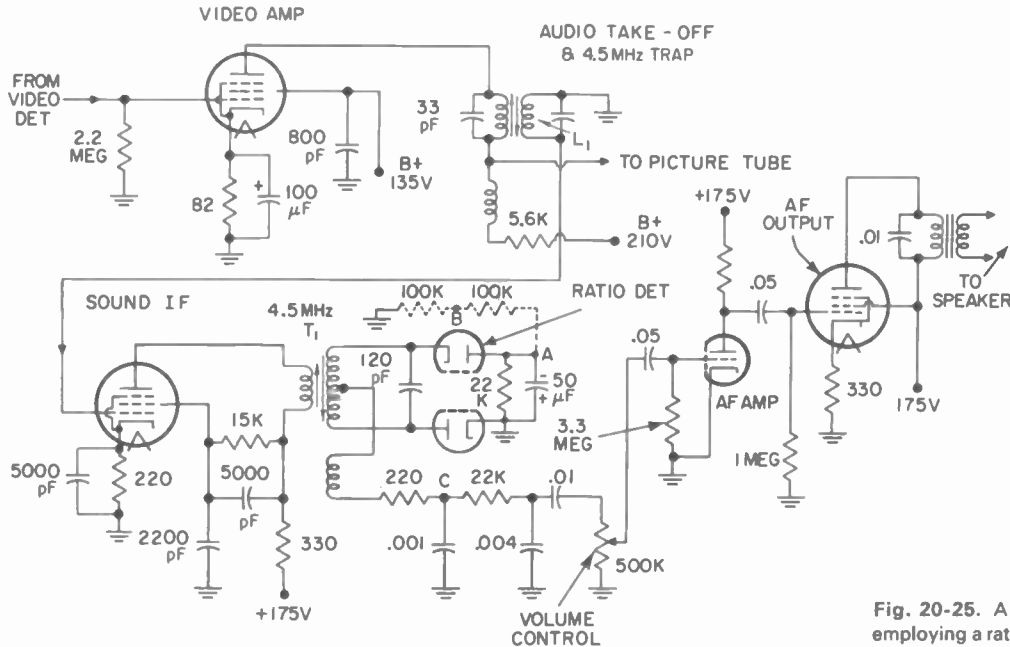 VIDEO AMP
AUDIO TAKE-OFF
& 4.5MHz TRAP
FROM
VIDEO
DET
2.2
MEG
82
+
100
µF
800
pF
B+
135V
33
pF
L1
TO PICTURE TUBE
5.6K
B+
210V
+175V
AF
OUTPUT
.01
TO
SPEAKER
SOUND IF
4.5MHz
T1
100K
100K
B
RATIO DET
A
120
pF
22
K
-
50
+
µF
.05
.05
AF AMP
330
175V
3.3
MEG
1 MEG
15K
5000
pF
220
5000
pF
2200
pF
330
+175V
220
C
22K
.01
.001
.004
500K
VOLUME
CONTROL
Fig. 20-25. A
employing a rat